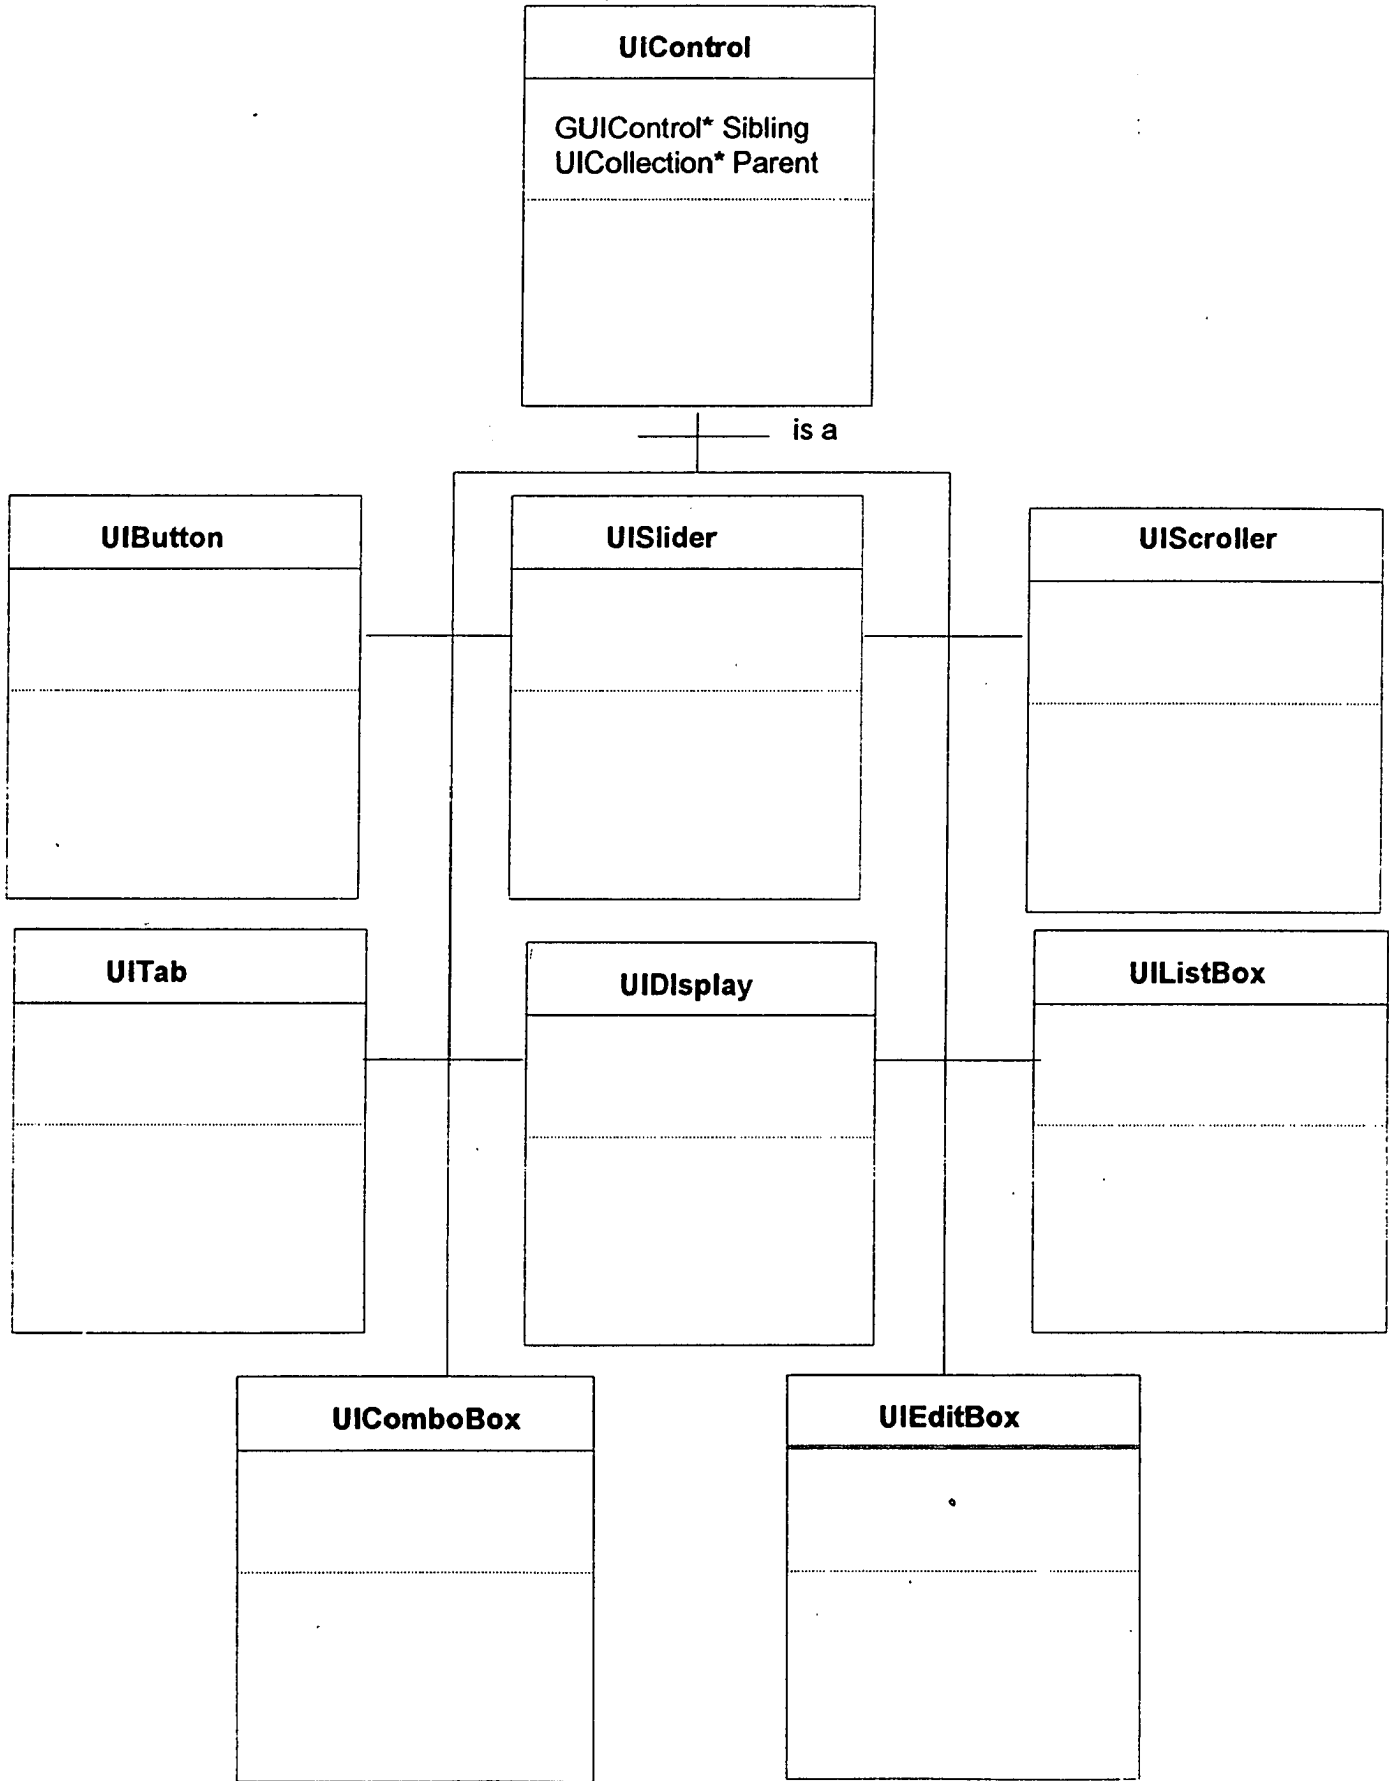 UIControl
GUIControl* Sibling
UICollection* Parent
is a
UIButton
UISlider
UIScroller
UITab
UIDIsplay
UIListBox
UIComboBox
UIEditBox